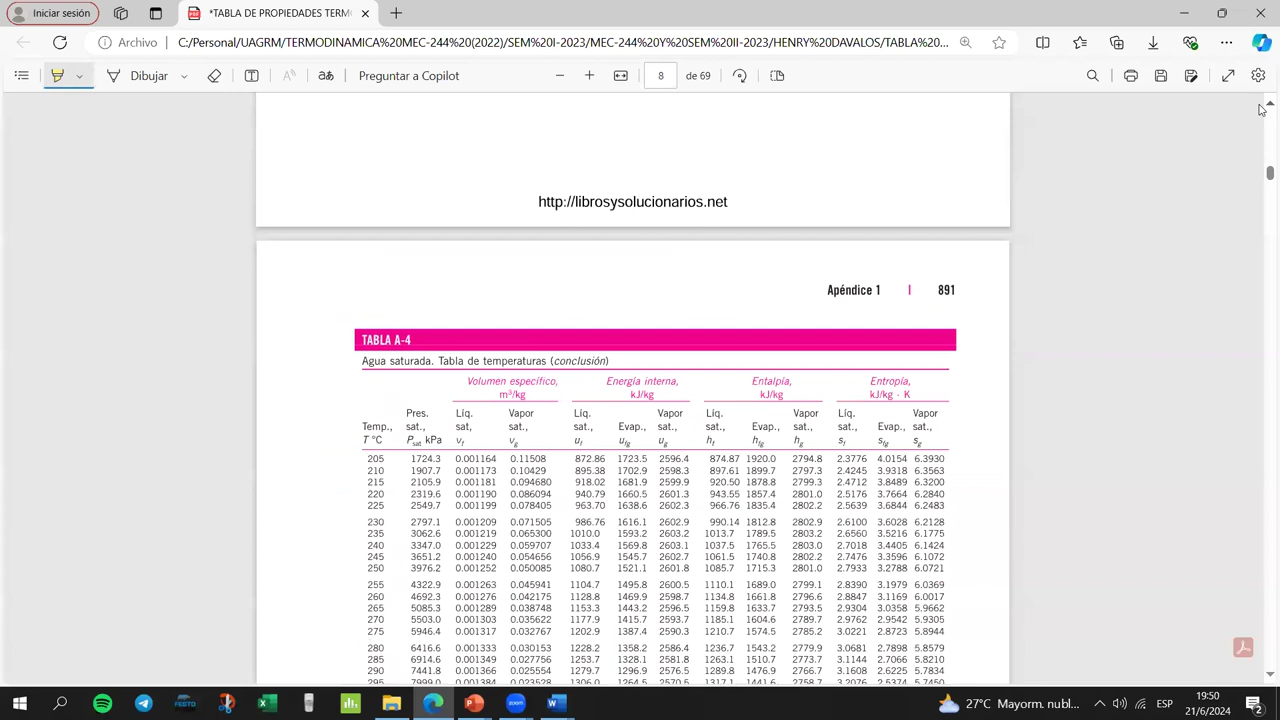 Iniciar sesión
*TABLA DE PROPIEDADES TERM
Archivo
C:/Personal/UAGRM/TERMODINAMICA%20MEC-244%20(2022)/SEM%20I-2023/MEC-244%20Y%20SEM%20II-2023/HENRY%20DAVALOS/TABLA%20...
Dibujar
Preguntar a Copilot
8
de 69
http://librosysolucionarios.net
Apéndice 1 | 891
TABLA A-4
Agua saturada. Tabla de temperaturas (conclusión)
Volumen específico, Energía interna, Entalpía, Entropía,
m³/kg kJ/kg kJ/kg kJ/kg · K
Pres. Líq. Vapor Líq. Vapor Líq. Vapor Líq. Vapor
Temp., sat., sat, sat., sat., Evap., sat., sat., Evap., sat., sat., Evap., sat.,
T °C Psat kPa vf vg uf ufg ug hf hfg hg sf sfg sg
205 1724.3 0.001164 0.11508 872.86 1723.5 2596.4 874.87 1920.0 2794.8 2.3776 4.0154 6.3930
210 1907.7 0.001173 0.10429 895.38 1702.9 2598.3 897.61 1899.7 2797.3 2.4245 3.9318 6.3563
215 2105.9 0.001181 0.094680 918.02 1681.9 2599.9 920.50 1878.8 2799.3 2.4712 3.8489 6.3200
220 2319.6 0.001190 0.086094 940.79 1660.5 2601.3 943.55 1857.4 2801.0 2.5176 3.7664 6.2840
225 2549.7 0.001199 0.078405 963.70 1638.6 2602.3 966.76 1835.4 2802.2 2.5639 3.6844 6.2483
230 2797.1 0.001209 0.071505 986.76 1616.1 2602.9 990.14 1812.8 2802.9 2.6100 3.6028 6.2128
235 3062.6 0.001219 0.065300 1010.0 1593.2 2603.2 1013.7 1789.5 2803.2 2.6560 3.5216 6.1775
240 3347.0 0.001229 0.059707 1033.4 1569.8 2603.1 1037.5 1765.5 2803.0 2.7018 3.4405 6.1424
245 3651.2 0.001240 0.054656 1056.9 1545.7 2602.7 1061.5 1740.8 2802.2 2.7476 3.3596 6.1072
250 3976.2 0.001252 0.050085 1080.7 1521.1 2601.8 1085.7 1715.3 2801.0 2.7933 3.2788 6.0721
255 4322.9 0.001263 0.045941 1104.7 1495.8 2600.5 1110.1 1689.0 2799.1 2.8390 3.1979 6.0369
260 4692.3 0.001276 0.042175 1128.8 1469.9 2598.7 1134.8 1661.8 2796.6 2.8847 3.1169 6.0017
265 5085.3 0.001289 0.038748 1153.3 1443.2 2596.5 1159.8 1633.7 2793.5 2.9304 3.0358 5.9662
270 5503.0 0.001303 0.035622 1177.9 1415.7 2593.7 1185.1 1604.6 2789.7 2.9762 2.9542 5.9305
275 5946.4 0.001317 0.032767 1202.9 1387.4 2590.3 1210.7 1574.5 2785.2 3.0221 2.8723 5.8944
280 6416.6 0.001333 0.030153 1228.2 1358.2 2586.4 1236.7 1543.2 2779.9 3.0681 2.7898 5.8579
285 6914.6 0.001349 0.027756 1253.7 1328.1 2581.8 1263.1 1510.7 2773.7 3.1144 2.7066 5.8210
290 7441.8 0.001366 0.025554 1279.7 1296.9 2576.5 1289.8 1476.9 2766.7 3.1608 2.6225 5.7834
295 7999.0 0.001384 0.023528 1306.0 1264.5 2570.5 1317.1 1441.6 2758.7 3.2076 2.5374 5.7450
27°C Mayorm. nubl...
ESP
19:50
21/6/2024
2